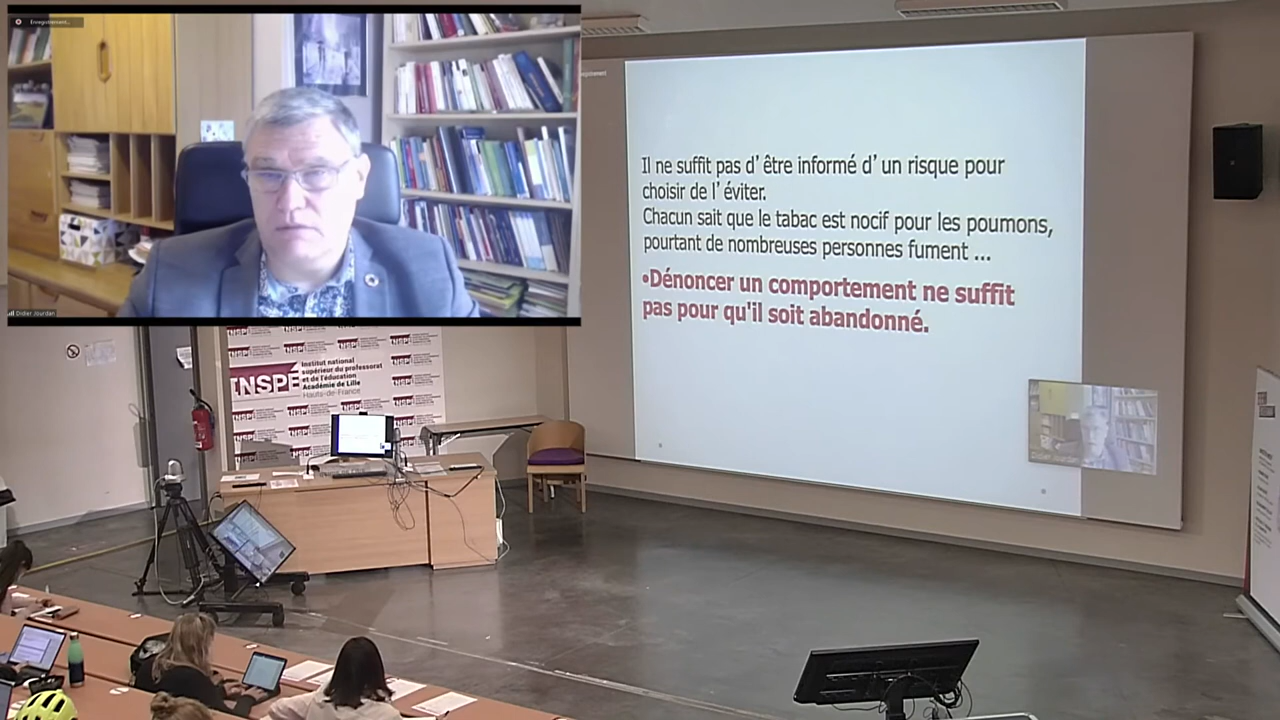 Enregistrement...
Didier Jourdan
Il ne suffit pas d' être informé d' un risque pour
choisir de l' éviter.
Chacun sait que le tabac est nocif pour les poumons,
pourtant de nombreuses personnes fument ...
•Dénoncer un comportement ne suffit
pas pour qu'il soit abandonné.
INSPÉ
Institut national
supérieur du professorat
et de l'éducation
Académie de Lille
Hauts-de-France